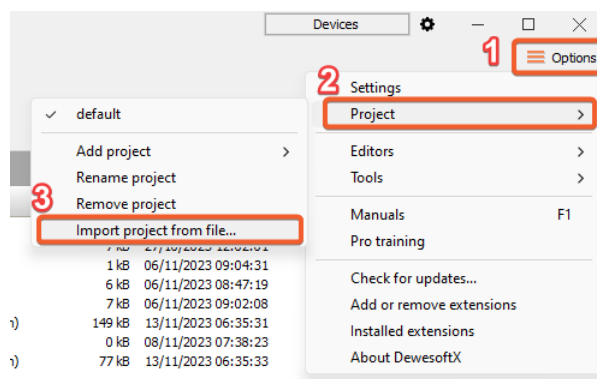 Devices
1
Options
2
Settings
Project
Editors
Tools
Manuals F1
Pro training
Check for updates...
Add or remove extensions
Installed extensions
About DewesoftX
default
Add project
Rename project
3
Remove project
Import project from file...
1 kB 06/11/2023 09:04:31
6 kB 06/11/2023 08:47:19
7 kB 06/11/2023 09:02:08
149 kB 13/11/2023 06:35:31
0 kB 08/11/2023 07:38:23
77 kB 13/11/2023 06:35:33